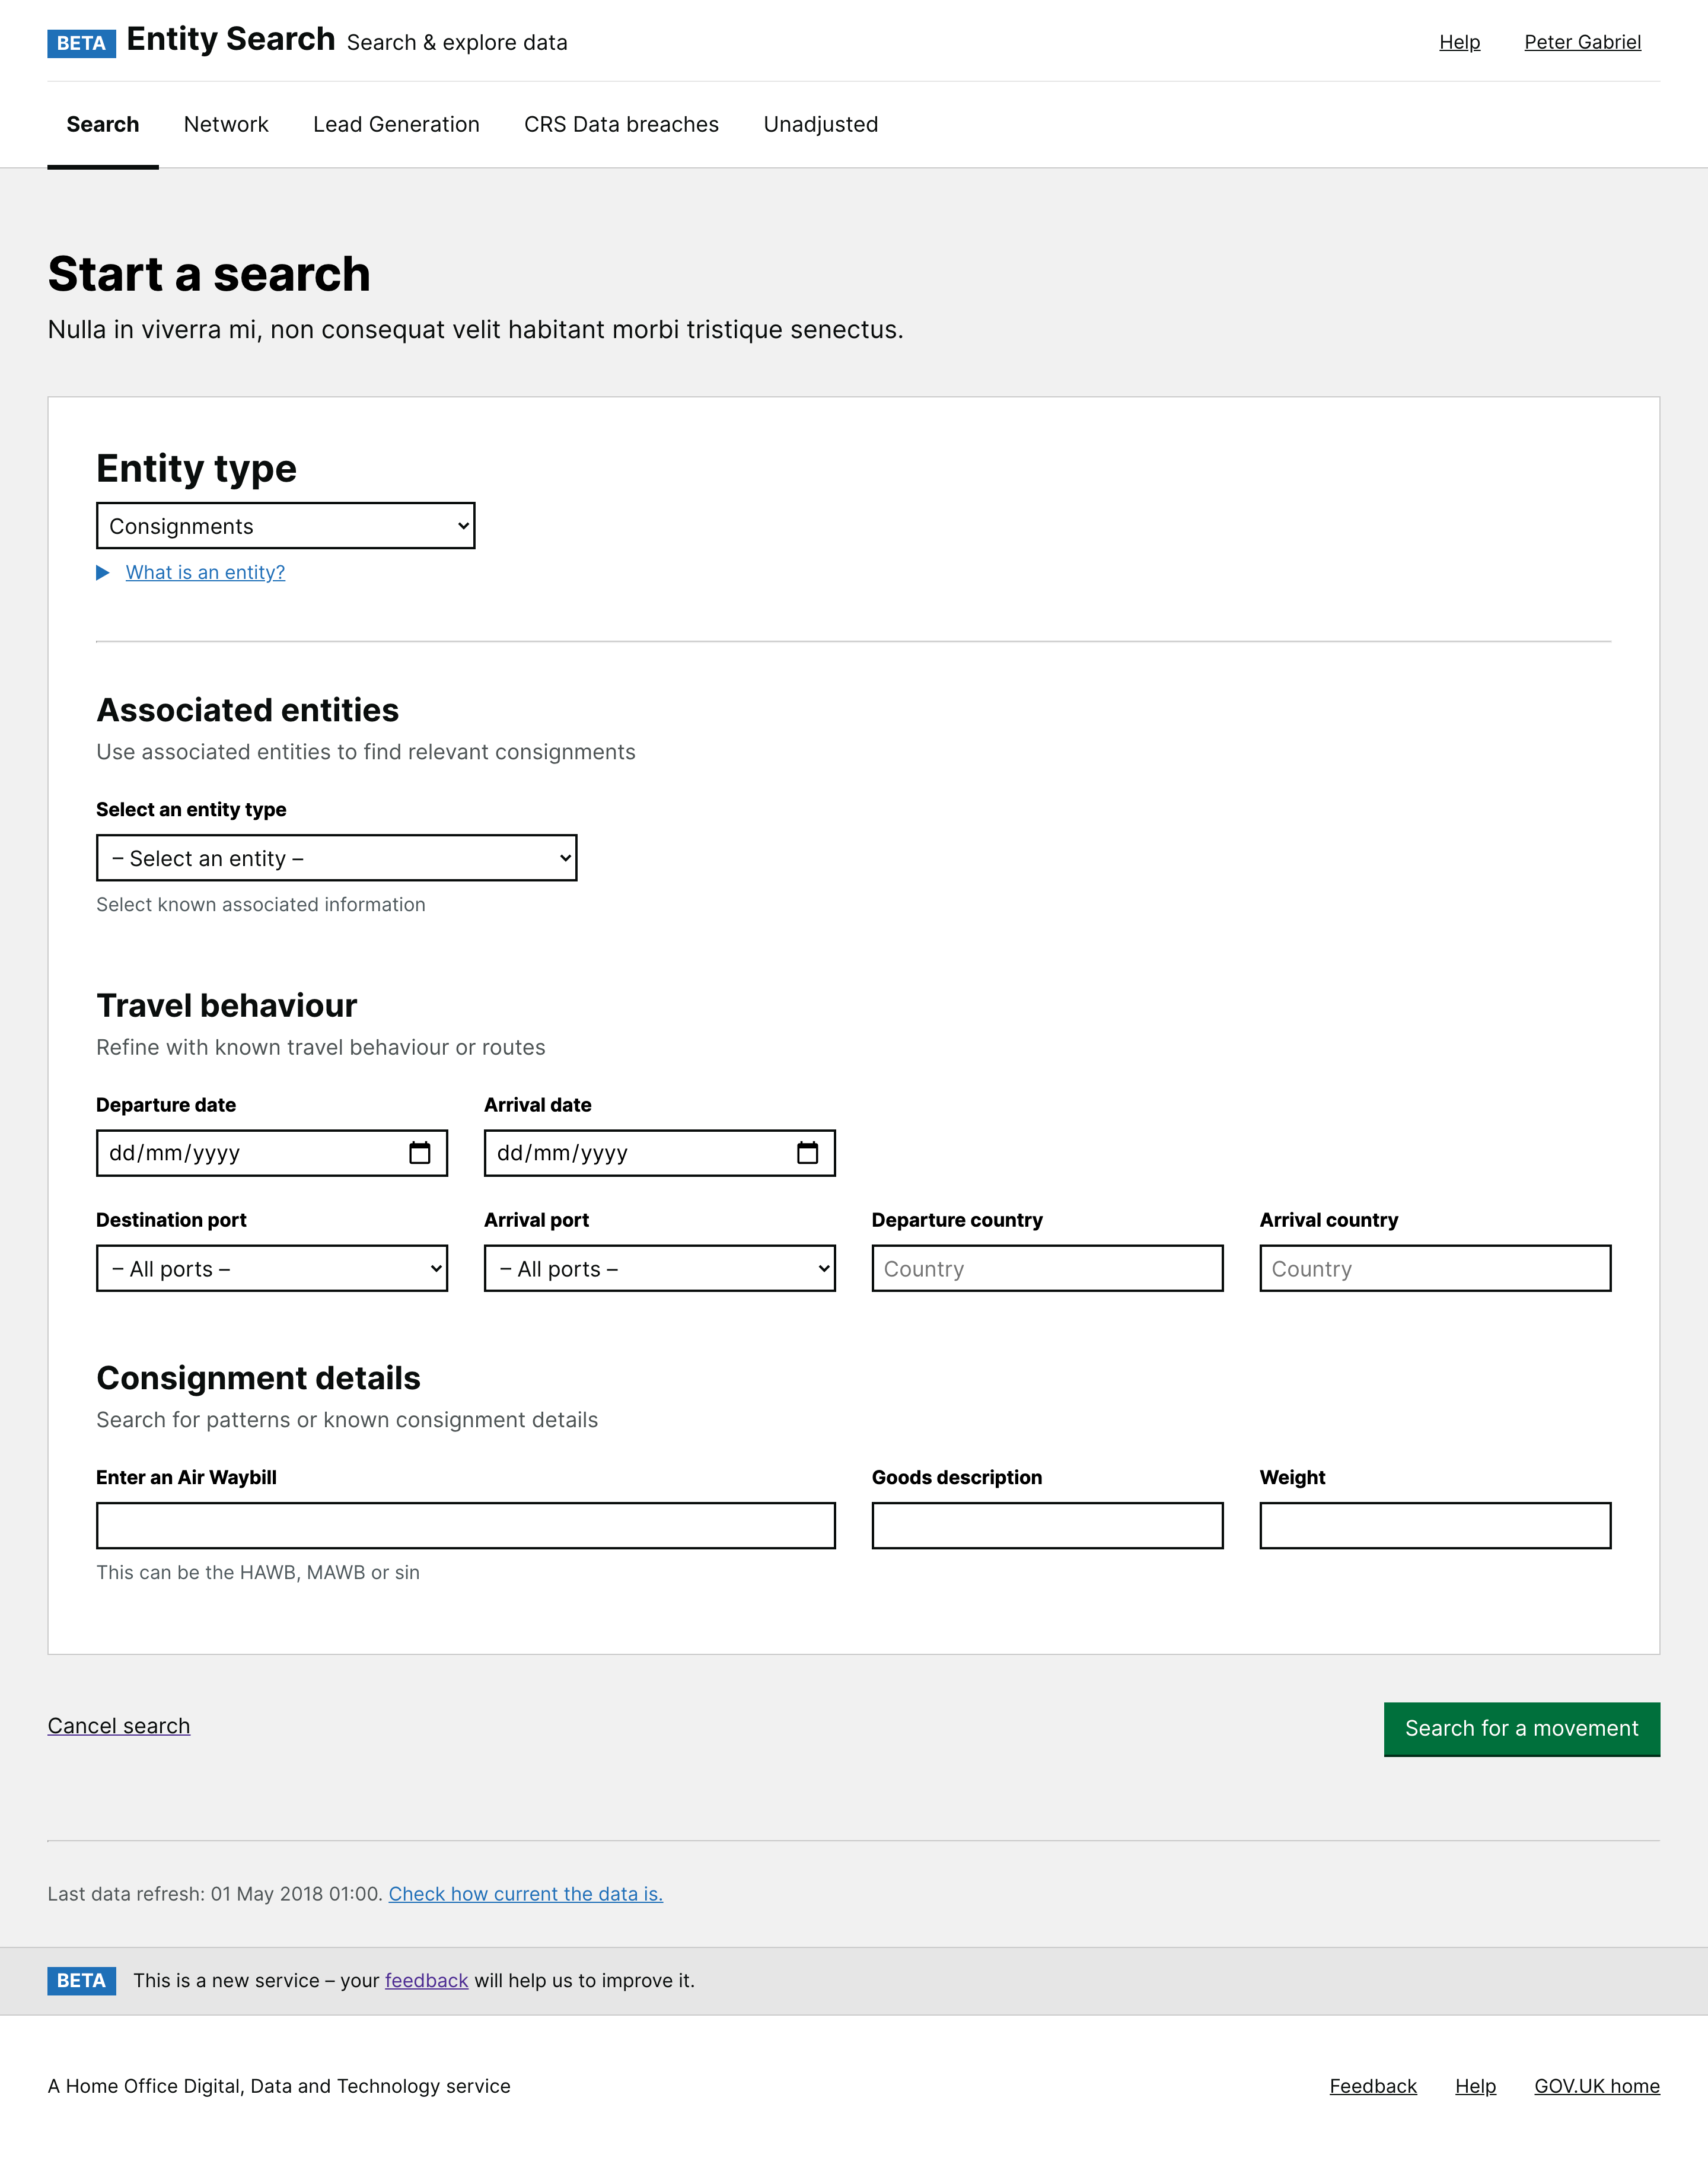 BETA Entity Search Search & explore data Help Peter Gabriel
Search Network Lead Generation CRS Data breaches Unadjusted
Start a search
Nulla in viverra mi, non consequat velit habitant morbi tristique senectus.
Entity type
Consignments
What is an entity?
Associated entities
Use associated entities to find relevant consignments
Select an entity type
– Select an entity –
Select known associated information
Travel behaviour
Refine with known travel behaviour or routes
Departure date Arrival date
dd/mm/yyyy dd/mm/yyyy
Destination port Arrival port Departure country Arrival country
– All ports – – All ports – Country Country
Consignment details
Search for patterns or known consignment details
Enter an Air Waybill Goods description Weight
This can be the HAWB, MAWB or sin
Cancel search Search for a movement
Last data refresh: 01 May 2018 01:00. Check how current the data is.
BETA This is a new service – your feedback will help us to improve it.
A Home Office Digital, Data and Technology service Feedback Help GOV.UK home